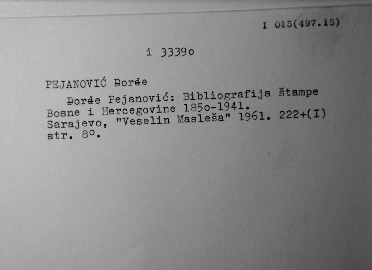 I 015(497.15)
i 33390
PEJANOVIĆ Đorđe
Đorđe Pejanović: Bibliografija štampe
Bosne i Hercegovine 1850-1941.
Sarajevo, "Veselin Masleša" 1961. 222+(I)
str. 8º.